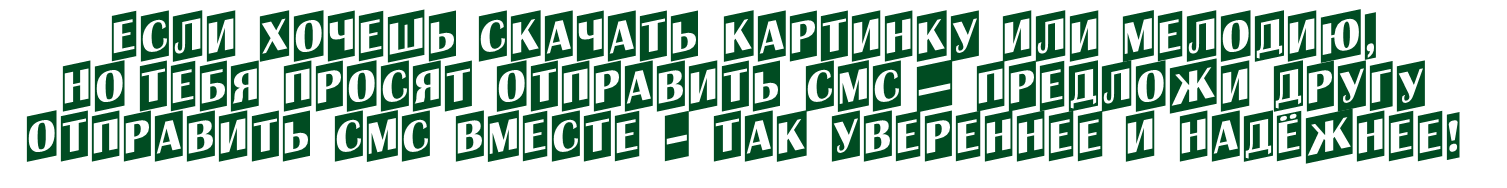 ЕСЛИ ХОЧЕШЬ СКАЧАТЬ КАРТИНКУ ИЛИ МЕЛОДИЮ,
НО ТЕБЯ ПРОСЯТ ОТПРАВИТЬ СМС – ПРЕДЛОЖИ ДРУГУ
ОТПРАВИТЬ СМС ВМЕСТЕ - ТАК УВЕРЕННЕЕ И НАДЁЖНЕЕ!